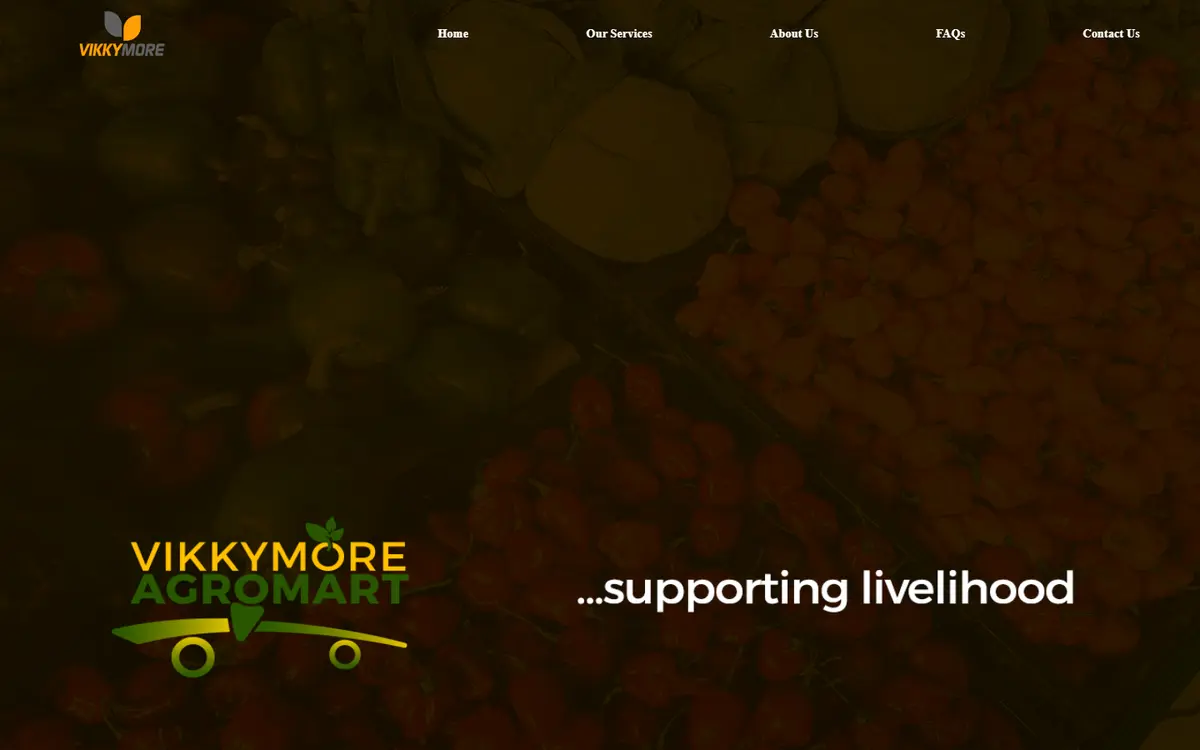 VIKKYMORE
Home
Our Services
About Us
FAQs
Contact Us
VIKKYMORE
AGROMART
...supporting livelihood